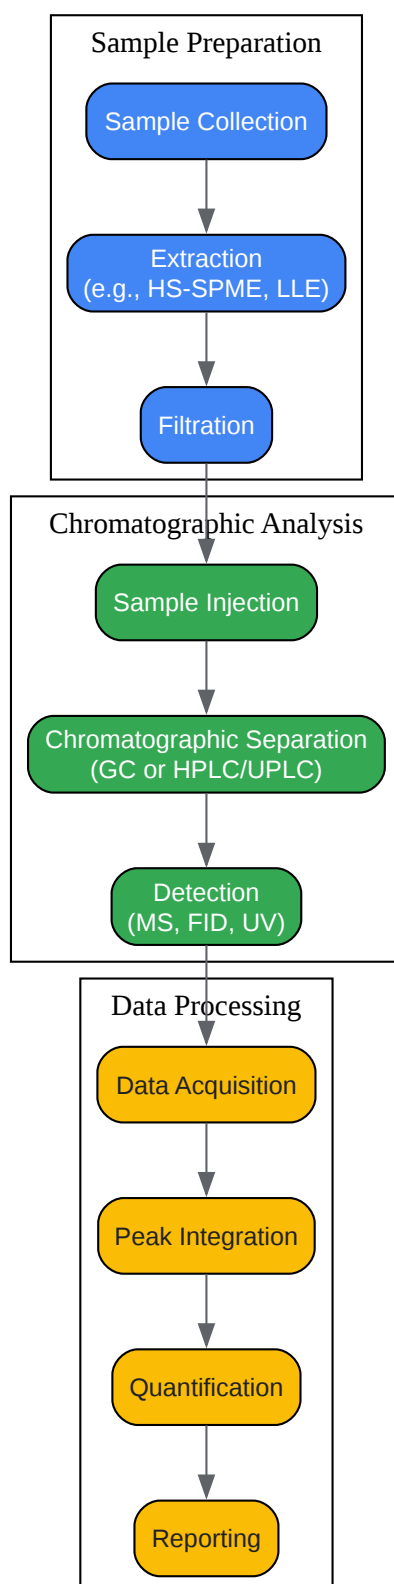 Sample Preparation
Sample Collection
Extraction
(e.g., HS-SPME, LLE)
Filtration
Chromatographic Analysis
Sample Injection
Chromatographic Separation
(GC or HPLC/UPLC)
Detection
(MS, FID, UV)
Data Processing
Data Acquisition
Peak Integration
Quantification
Reporting